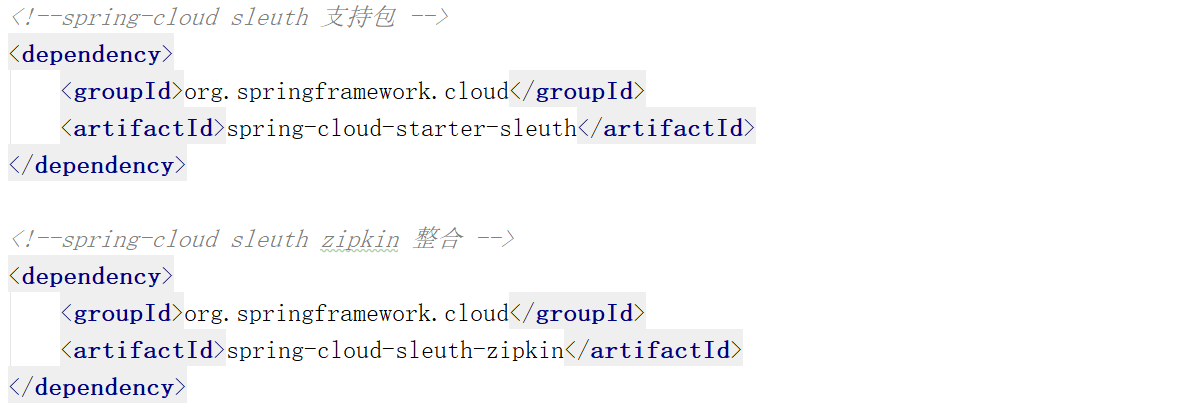 <!--spring-cloud sleuth 支持包 -->
<dependency>
    <groupId>org.springframework.cloud</groupId>
    <artifactId>spring-cloud-starter-sleuth</artifactId>
</dependency>

<!--spring-cloud sleuth zipkin 整合 -->
<dependency>
    <groupId>org.springframework.cloud</groupId>
    <artifactId>spring-cloud-sleuth-zipkin</artifactId>
</dependency>